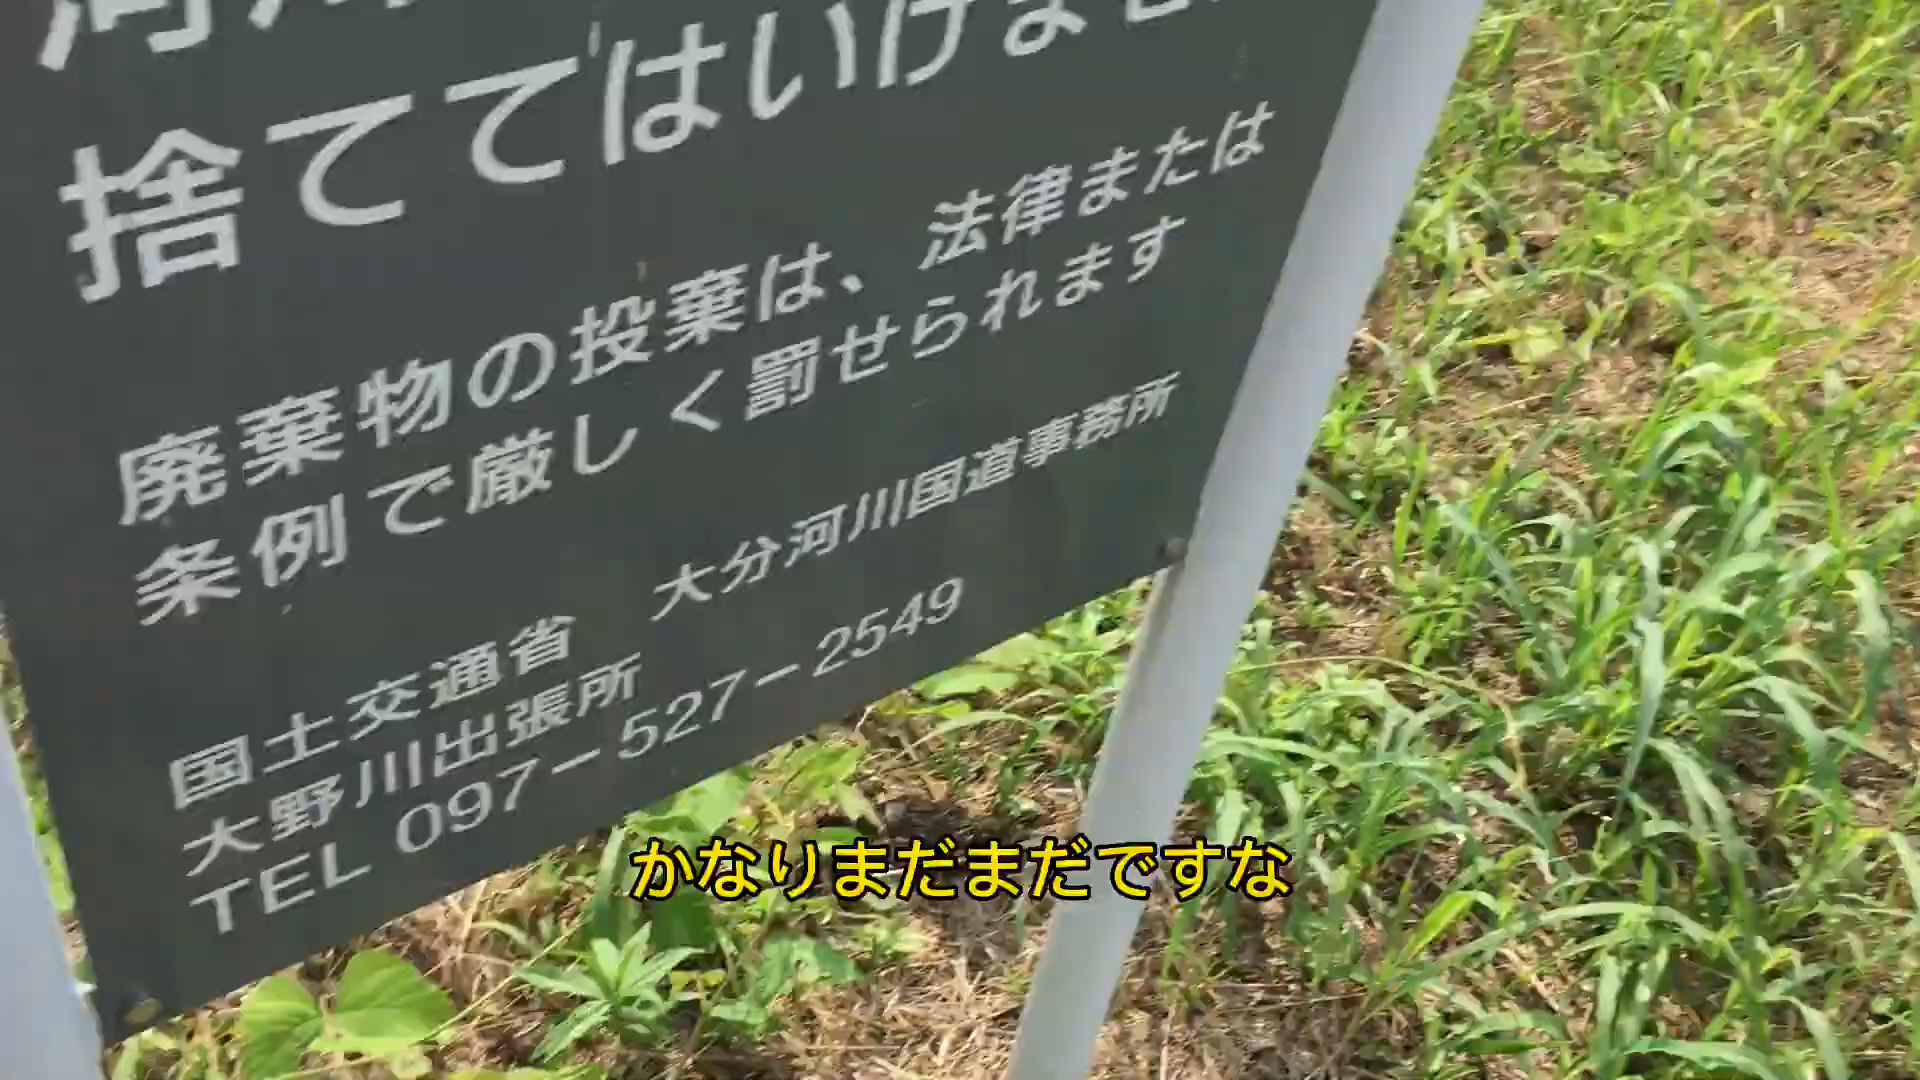 捨ててはいけませ
廃棄物の投棄は、法律または
条例で厳しく罰せられます
国土交通省 大分河川国道事務所
大野川出張所
TEL 097-527-2549
かなりまだまだですな